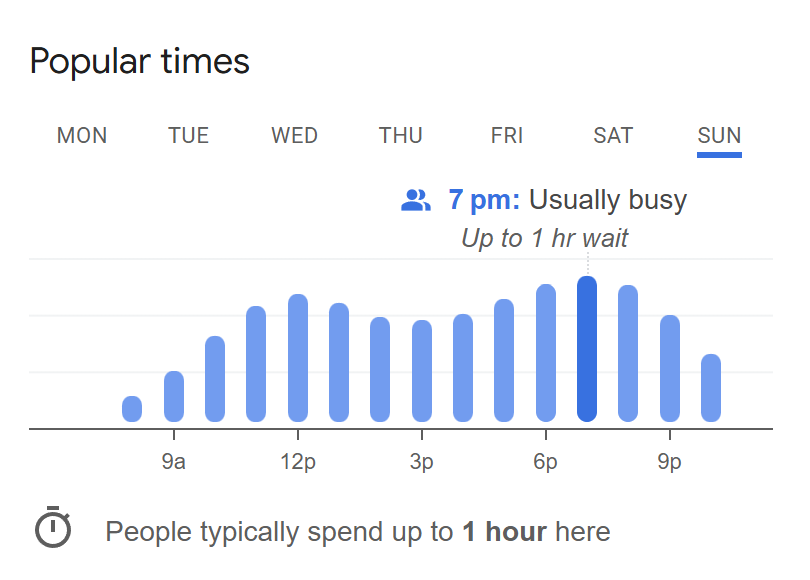 Popular times
MON TUE WED THU FRI SAT SUN
7 pm: Usually busy
Up to 1 hr wait
9a 12p 3p 6p 9p
People typically spend up to 1 hour here